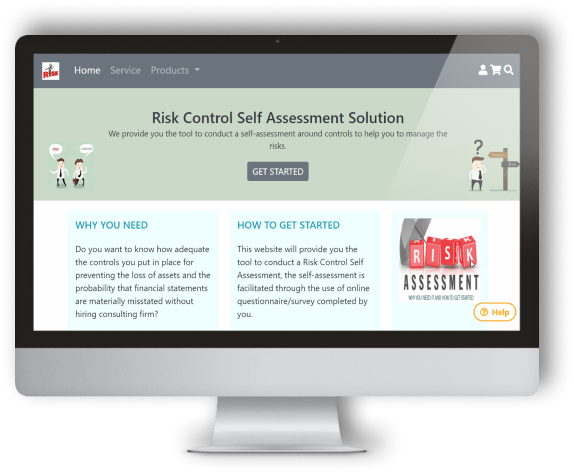 RISK
Home Service Products
Risk Control Self Assessment Solution
We provide you the tool to conduct a self-assessment around controls to help you to manage the
risks.
GET STARTED
?
WHY YOU NEED
Do you want to know how adequate
the controls you put in place for
preventing the loss of assets and the
probability that financial statements
are materially misstated without
hiring consulting firm?
HOW TO GET STARTED
This website will provide you the
tool to conduct a Risk Control Self
Assessment, the self-assessment is
facilitated through the use of online
questionnaire/survey completed by
you.
RISK
ASSESSMENT
WHY YOU NEED IT AND HOW TO GET STARTED
? Help